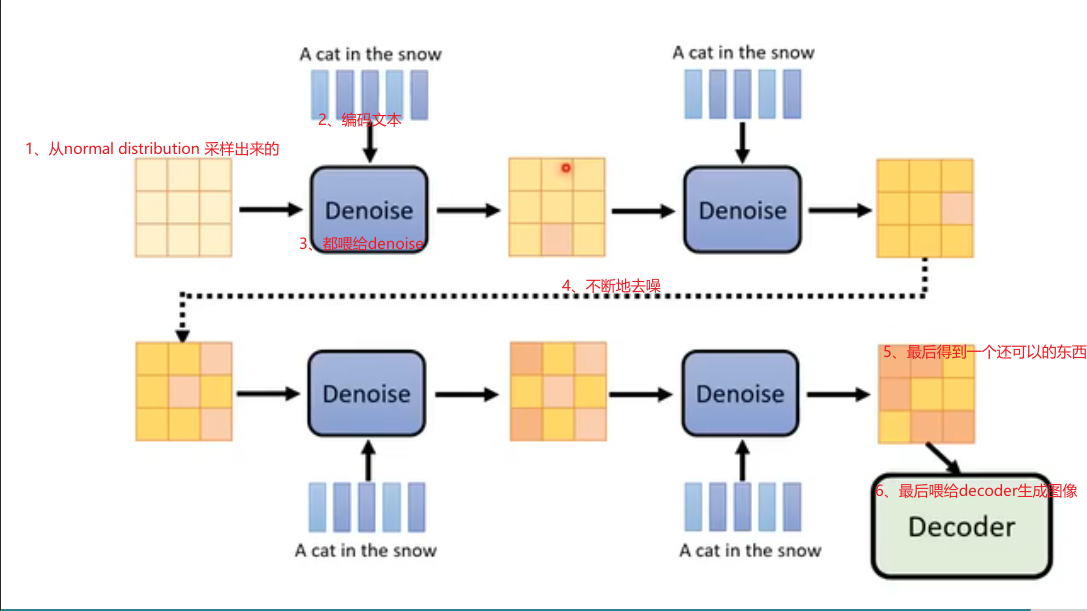 A cat in the snow
A cat in the snow
2、编码文本
1、从normal distribution 采样出来的
Denoise
Denoise
3、都喂给denoise
4、不断地去噪
5、最后得到一个还可以的东西
Denoise
Denoise
6、最后喂给decoder生成图像
Decoder
A cat in the snow
A cat in the snow